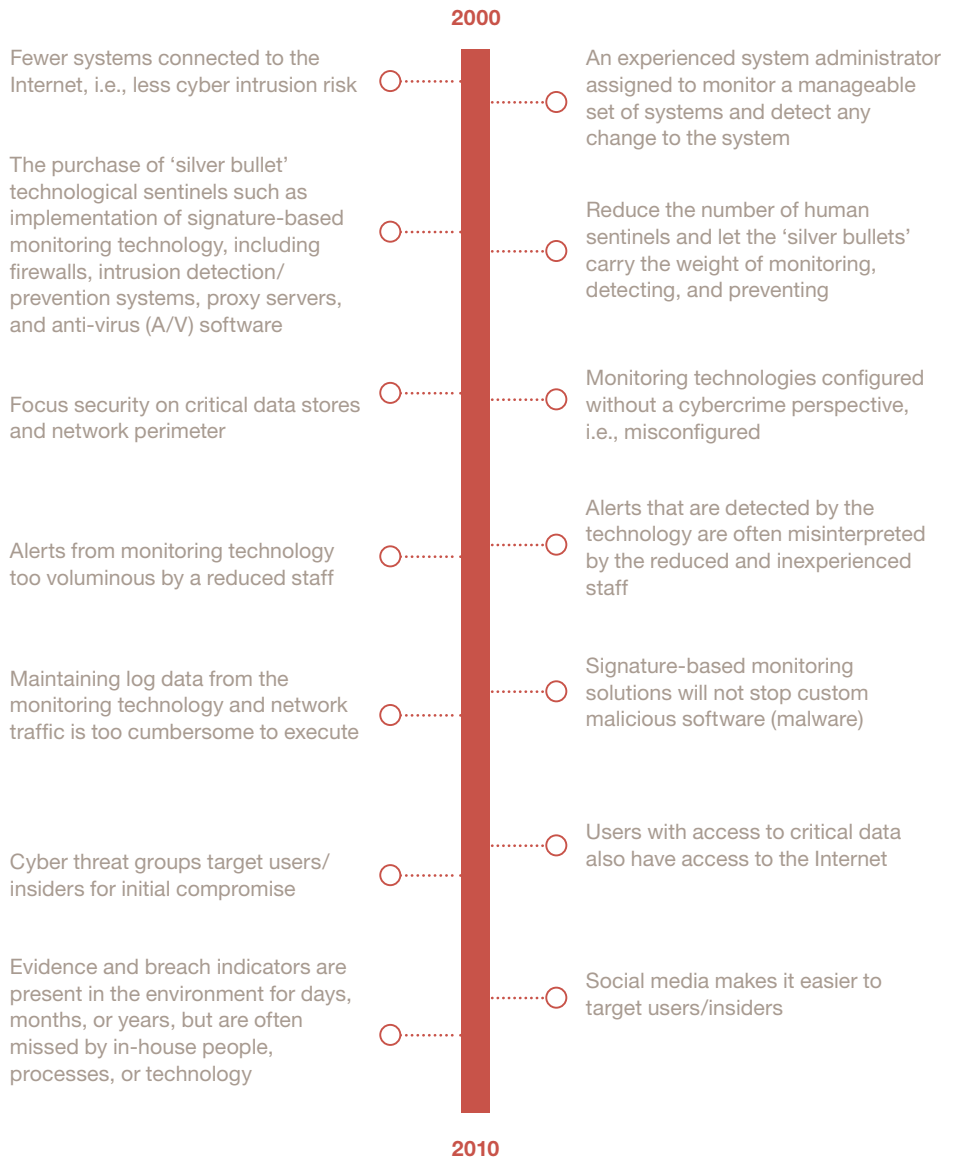 2000
Fewer systems connected to the
Internet, i.e., less cyber intrusion risk
An experienced system administrator
assigned to monitor a manageable
set of systems and detect any
change to the system
The purchase of ‘silver bullet’
technological sentinels such as
implementation of signature-based
monitoring technology, including
firewalls, intrusion detection/
prevention systems, proxy servers,
and anti-virus (A/V) software
Reduce the number of human
sentinels and let the ‘silver bullets’
carry the weight of monitoring,
detecting, and preventing
Focus security on critical data stores
and network perimeter
Monitoring technologies configured
without a cybercrime perspective,
i.e., misconfigured
Alerts from monitoring technology
too voluminous by a reduced staff
Alerts that are detected by the
technology are often misinterpreted
by the reduced and inexperienced
staff
Maintaining log data from the
monitoring technology and network
traffic is too cumbersome to execute
Signature-based monitoring
solutions will not stop custom
malicious software (malware)
Cyber threat groups target users/
insiders for initial compromise
Users with access to critical data
also have access to the Internet
Evidence and breach indicators are
present in the environment for days,
months, or years, but are often
missed by in-house people,
processes, or technology
Social media makes it easier to
target users/insiders
2010